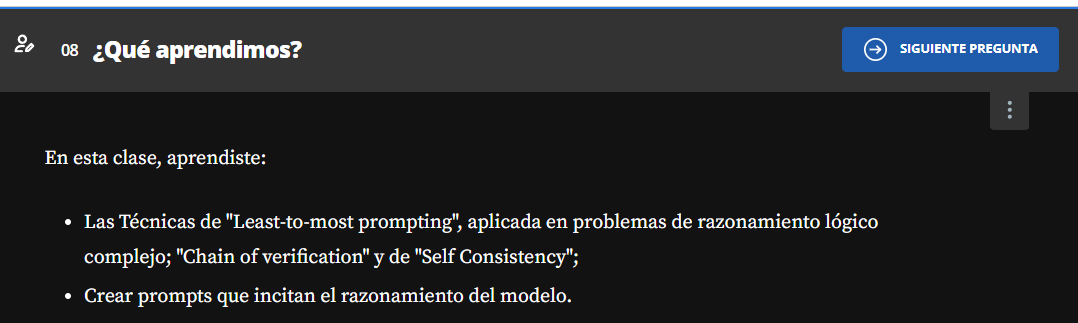 08 ¿Qué aprendimos?
SIGUIENTE PREGUNTA
En esta clase, aprendiste:
• Las Técnicas de "Least-to-most prompting", aplicada en problemas de razonamiento lógico
complejo; "Chain of verification" y de "Self Consistency";
• Crear prompts que incitan el razonamiento del modelo.